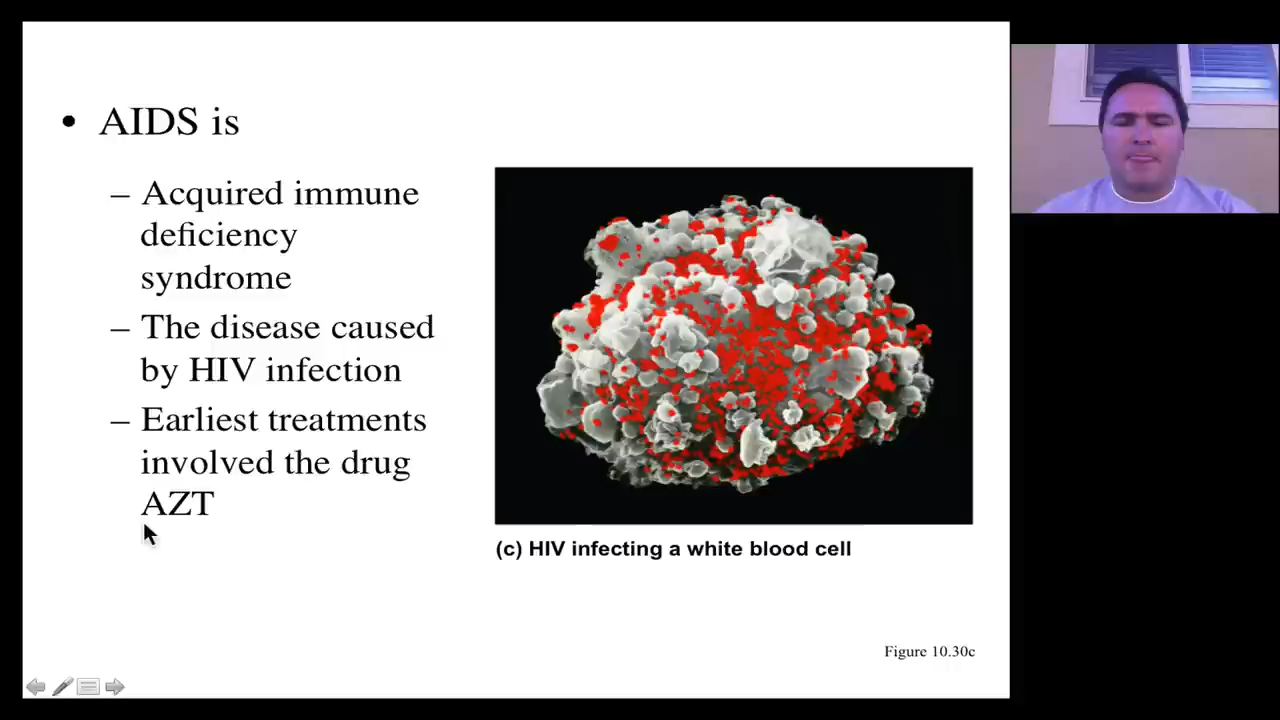 • AIDS is
– Acquired immune
deficiency
syndrome
– The disease caused
by HIV infection
– Earliest treatments
involved the drug
AZT
(c) HIV infecting a white blood cell
Figure 10.30c